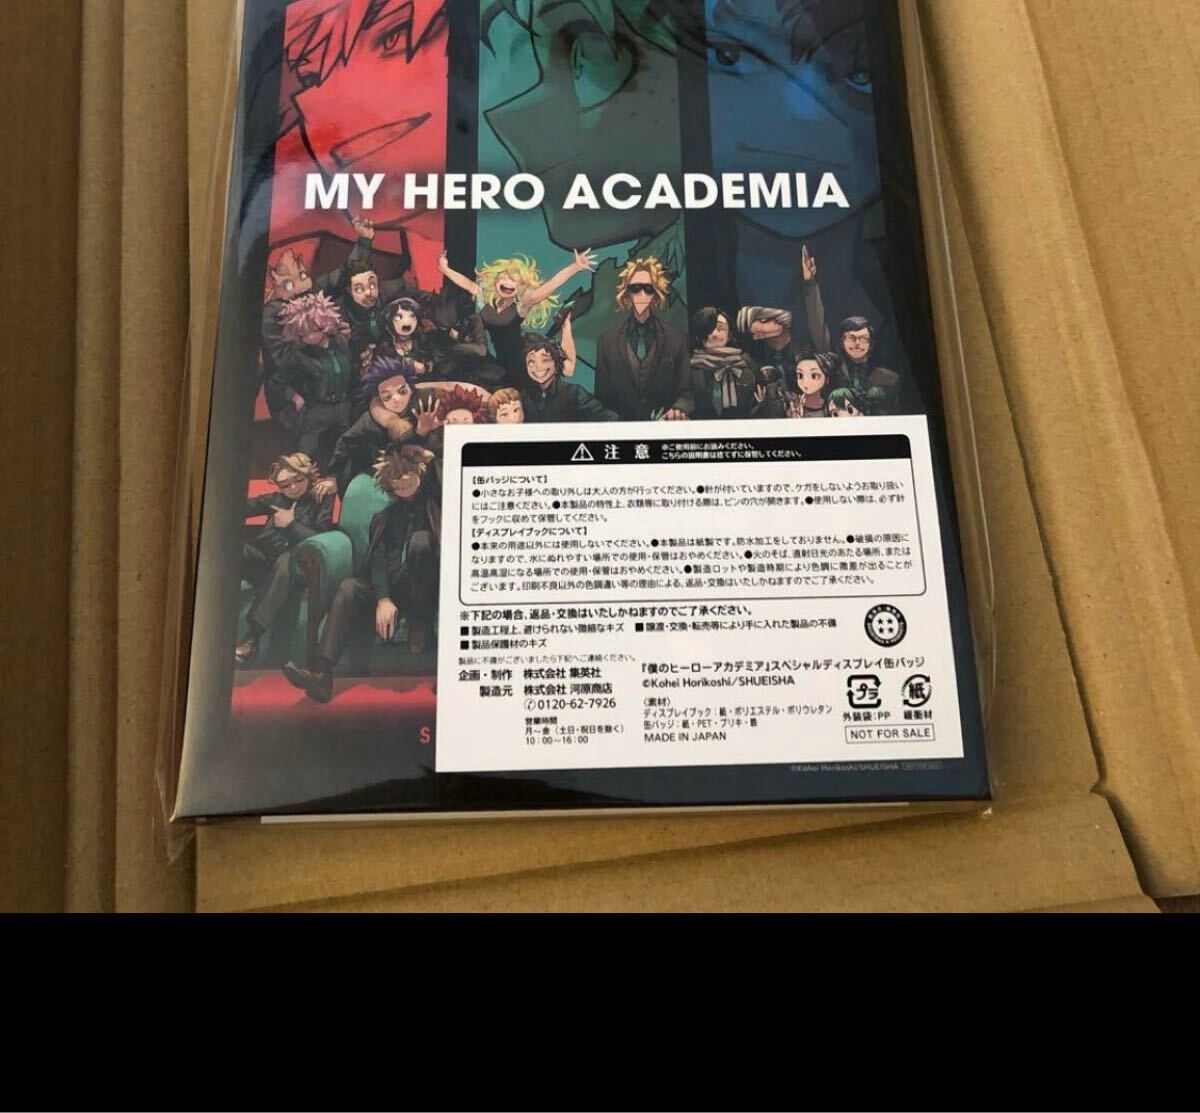 MY HERO ACADEMIA
注意
※ご使用前にお読みください。
こちらの説明書は捨てずに保管してください。
【缶バッジについて】
●小さなお子様への取り外しは大人の方が行ってください。●針が付いていますので、ケガをしないようお取り扱い
にはご注意ください。●本製品の特性上、衣類等に取り付ける際は、ピンの穴が開きます。●使用しない際は、必ず針
をフックに収めて保管してください。
【ディスプレイブックについて】
●本来の用途以外には使用しないでください。●本製品は紙製です。防水加工をしておりません。●破損の原因に
なりますので、水にぬれやすい場所での使用・保管はおやめください。●火のそば、直射日光のあたる場所、または
高温高湿になる場所での使用・保管はおやめください。●製造ロットや製造時期により色調に微差が出ることが
ございます。印刷不良以外の色調違い等の理由による、返品・交換はいたしかねますのでご了承ください。
※下記の場合、返品・交換はいたしかねますのでご了承ください。
■製造工程上、避けられない微細なキズ ■譲渡・交換・転売等により手に入れた製品の不備
■製品保護材のキズ
製品に不備がございましたら下記へご連絡ください。
企画・制作 株式会社 集英社
製造元 株式会社 河原商店
0120-62-7926
営業時間
月～金(土日・祝日を除く)
10:00～16:00
『僕のヒーローアカデミア』スペシャルディスプレイ缶バッジ
©Kohei Horikoshi/SHUEISHA
〈素材〉
ディスプレイブック:紙・ポリエステル・ポリウレタン
缶バッジ:紙・PET・ブリキ・鉄
MADE IN JAPAN
プラ
外装袋:PP
紙
緩衝材
NOT FOR SALE
S
©Kohei Horikoshi/SHUEISHA